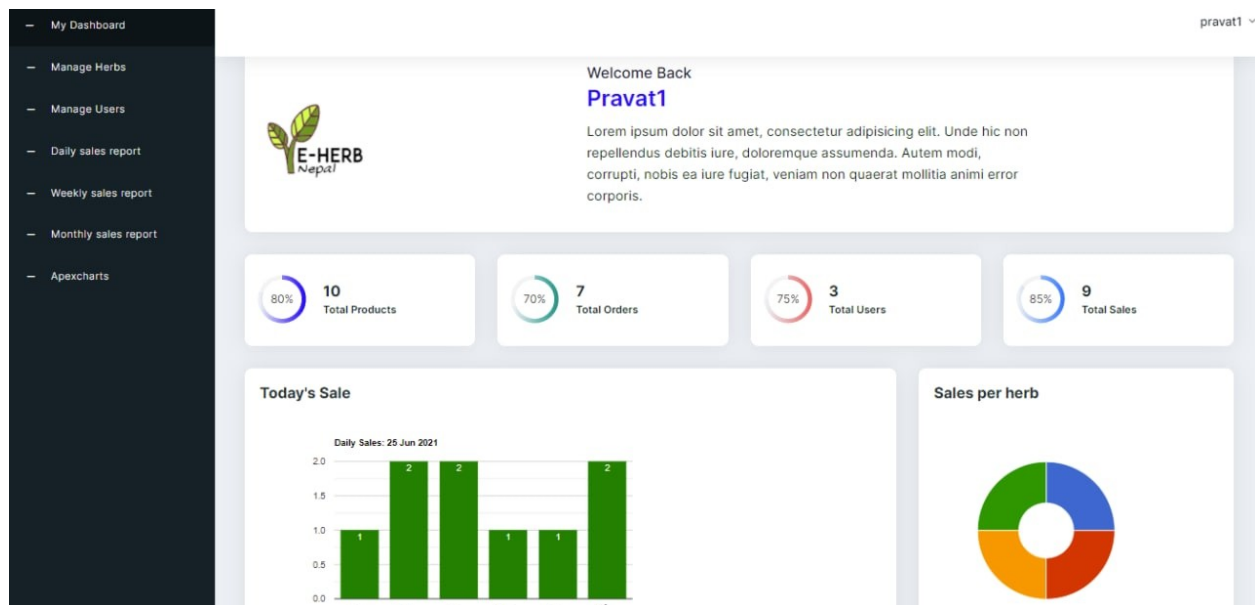 My Dashboard
pravat1
Manage Herbs
Manage Users
Daily sales report
Weekly sales report
Monthly sales report
Apexcharts
E-HERB
Nepal
Welcome Back
Pravat1
Lorem ipsum dolor sit amet, consectetur adipisicing elit. Unde hic non
repellendus debitis iure, doloremque assumenda. Autem modi,
corrupti, nobis ea iure fugiat, veniam non quaerat mollitia animi error
corporis.
80%
10
Total Products
70%
7
Total Orders
75%
3
Total Users
85%
9
Total Sales
Today's Sale
Daily Sales: 25 Jun 2021
2.0
1.5
1.0
0.5
0.0
1
2
2
1
1
2
Sales per herb